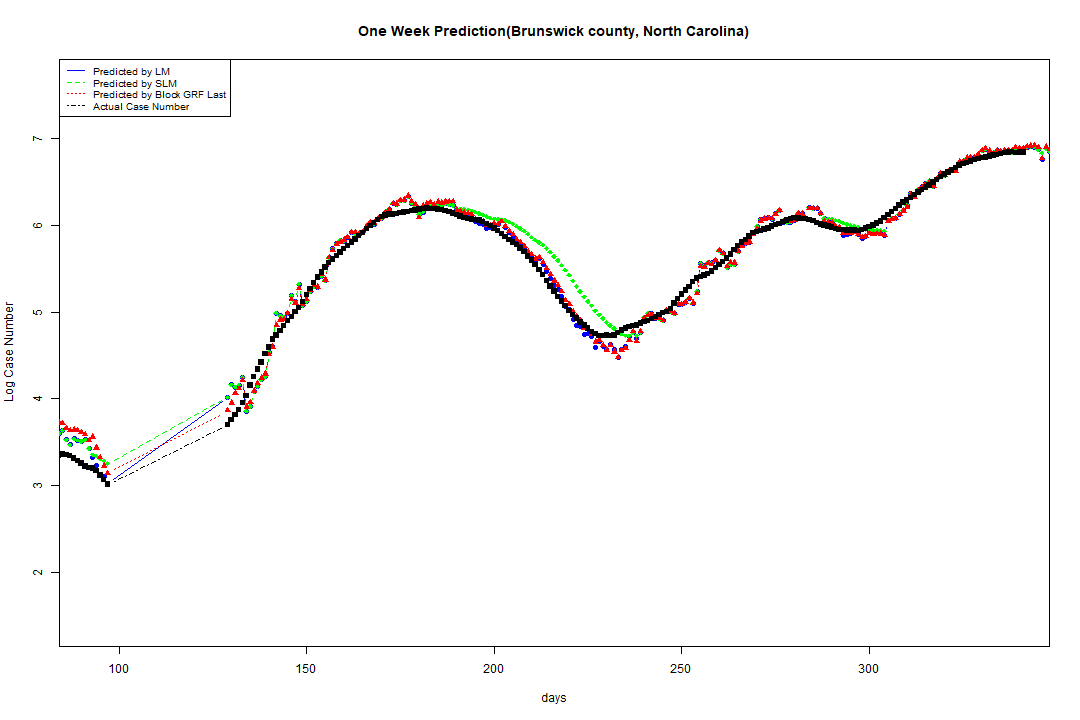 One Week Prediction(Brunswick county, North Carolina)
Predicted by LM
Predicted by SLM
Predicted by Block GRF Last
Actual Case Number
7
6
5
4
3
2
Log Case Number
100 150 200 250 300
days